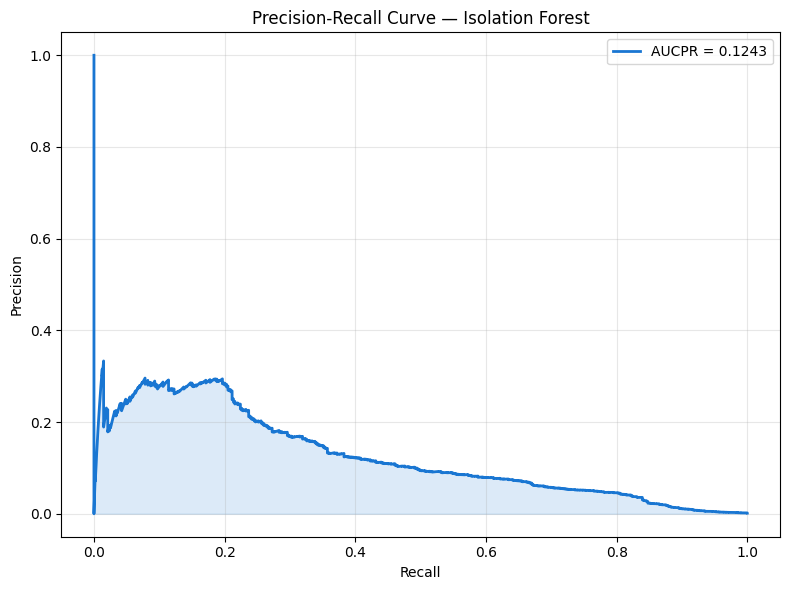 Precision-Recall Curve — Isolation Forest
AUCPR = 0.1243
1.0
0.8
0.6
0.4
0.2
0.0
Precision
0.0 0.2 0.4 0.6 0.8 1.0
Recall